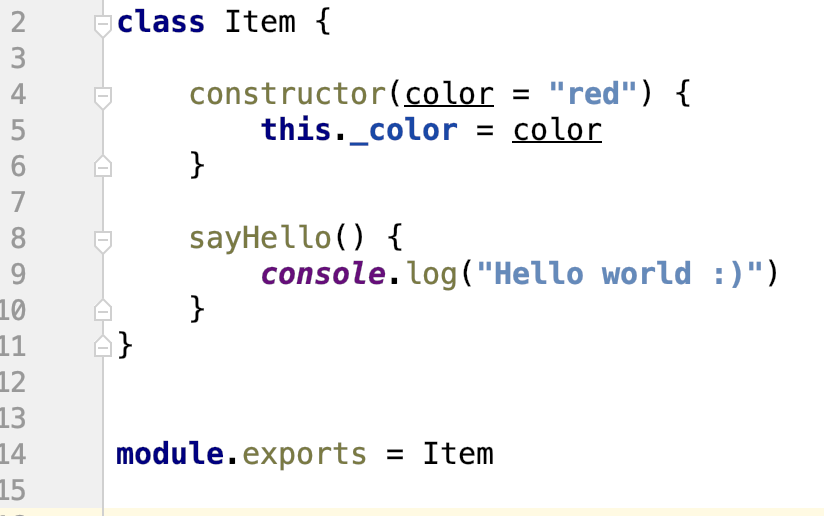 2 class Item {
3
4 constructor(color = "red") {
5 this._color = color
6 }
7
8 sayHello() {
9 console.log("Hello world :)")
10 }
11 }
12
13
14 module.exports = Item
15